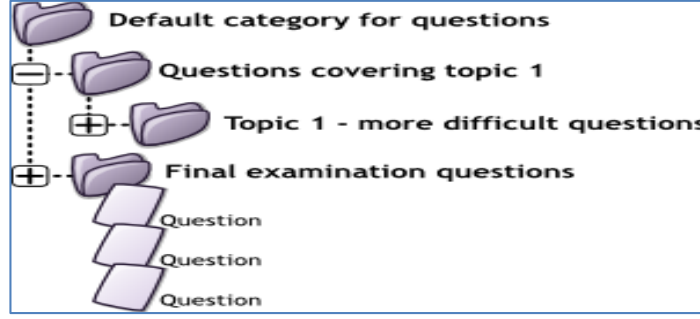 Default category for questions
Questions covering topic 1
Topic 1 - more difficult questions
Final examination questions
Question
Question
Question